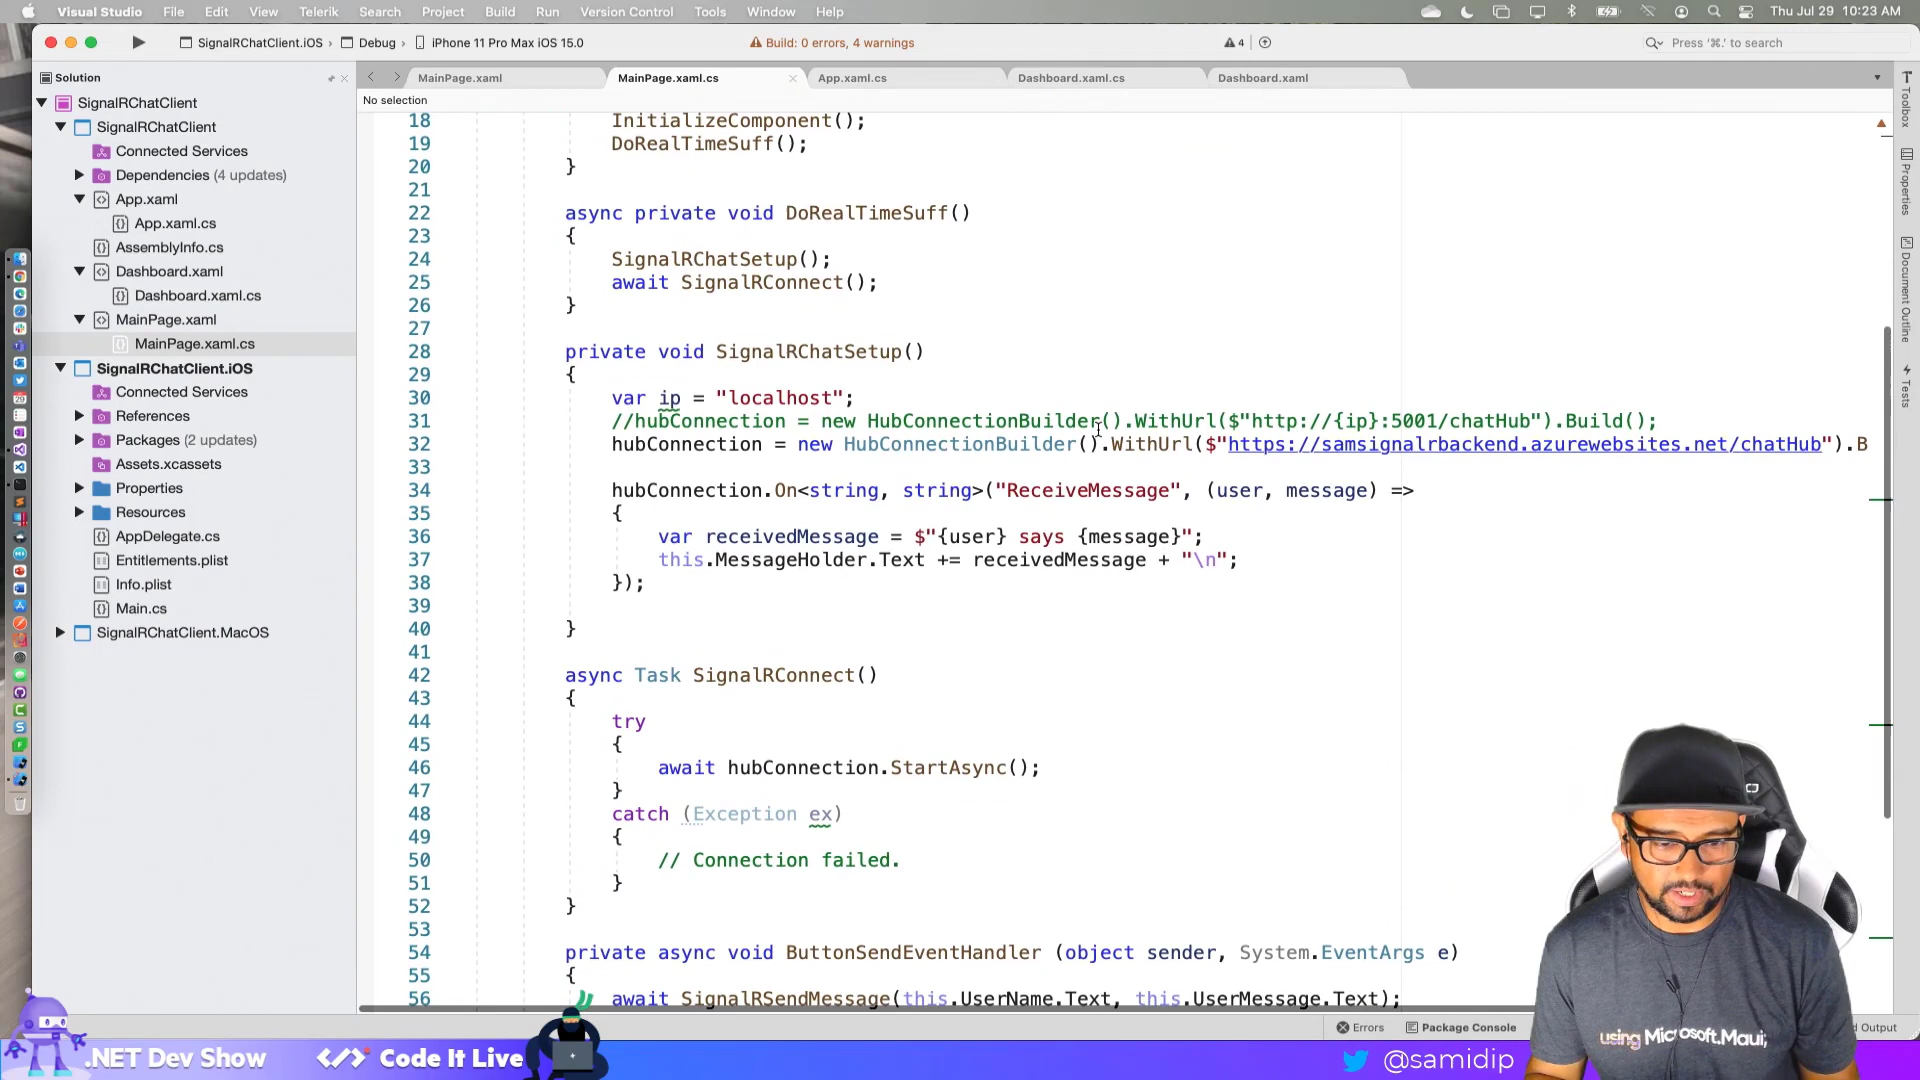 Visual Studio File Edit View Telerik Search Project Build Run Version Control Tools Window Help Thu Jul 29 10:23 AM
SignalRChatClient.iOS › Debug › iPhone 11 Pro Max iOS 15.0 Build: 0 errors, 4 warnings 4 Press '⌘.' to search
Solution
SignalRChatClient
SignalRChatClient
Connected Services
Dependencies (4 updates)
App.xaml
App.xaml.cs
AssemblyInfo.cs
Dashboard.xaml
Dashboard.xaml.cs
MainPage.xaml
MainPage.xaml.cs
SignalRChatClient.iOS
Connected Services
References
Packages (2 updates)
Assets.xcassets
Properties
Resources
AppDelegate.cs
Entitlements.plist
Info.plist
Main.cs
SignalRChatClient.MacOS
MainPage.xaml MainPage.xaml.cs App.xaml.cs Dashboard.xaml.cs Dashboard.xaml
No selection
18 InitializeComponent();
19 DoRealTimeSuff();
20 }
21
22 async private void DoRealTimeSuff()
23 {
24 SignalRChatSetup();
25 await SignalRConnect();
26 }
27
28 private void SignalRChatSetup()
29 {
30 var ip = "localhost";
31 //hubConnection = new HubConnectionBuilder().WithUrl($"http://{ip}:5001/chatHub").Build();
32 hubConnection = new HubConnectionBuilder().WithUrl($"https://samsignalrbackend.azurewebsites.net/chatHub").B
33
34 hubConnection.On<string, string>("ReceiveMessage", (user, message) =>
35 {
36 var receivedMessage = $"{user} says {message}";
37 this.MessageHolder.Text += receivedMessage + "\n";
38 });
39
40 }
41
42 async Task SignalRConnect()
43 {
44 try
45 {
46 await hubConnection.StartAsync();
47 }
48 catch (Exception ex)
49 {
50 // Connection failed.
51 }
52 }
53
54 private async void ButtonSendEventHandler (object sender, System.EventArgs e)
55 {
56 await SignalRSendMessage(this.UserName.Text, this.UserMessage.Text);
Toolbox
Properties
Document Outline
Tests
Errors Package Console d Output
using Microsoft.Maui;
.NET Dev Show Code It Live @samidip